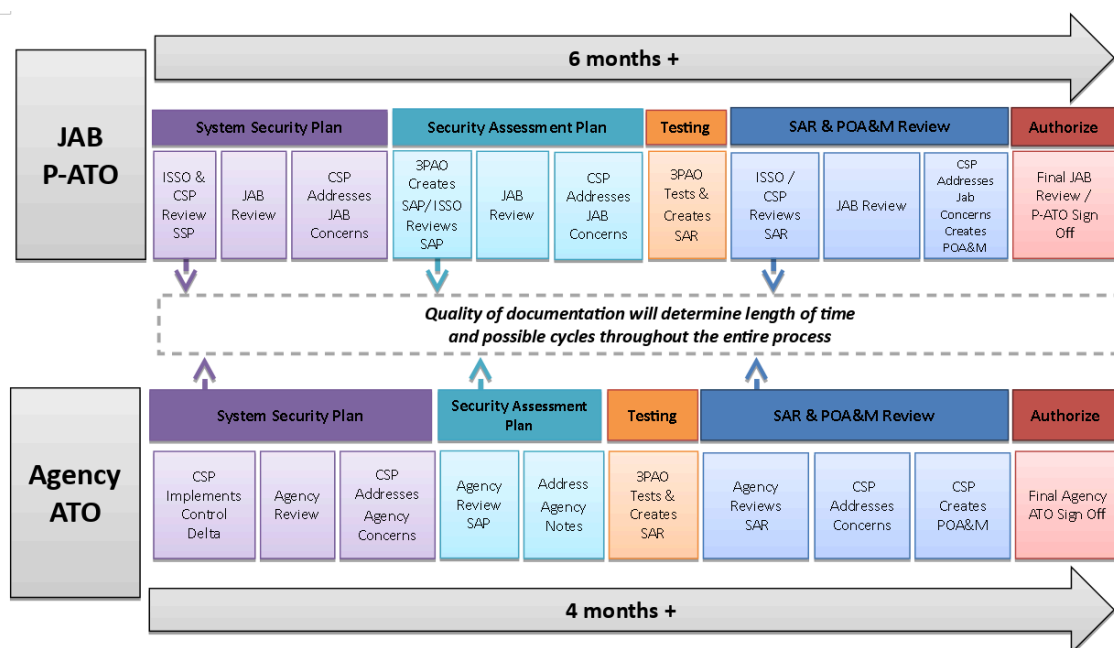 6 months +
JAB
P-ATO
System Security Plan
Security Assessment Plan
Testing
SAR & POA&M Review
Authorize
ISSO &
CSP
Review
SSP
JAB
Review
CSP
Addresses
JAB
Concerns
3PAO
Creates
SAP/ISSO
Reviews
SAP
JAB
Review
CSP
Addresses
JAB
Concerns
3PAO
Tests &
Creates
SAR
ISSO /
CSP
Reviews
SAR
JAB Review
CSP
Addresses
Jab
Concerns
Creates
POA&M
Final JAB
Review /
P-ATO Sign
Off
Quality of documentation will determine length of time
and possible cycles throughout the entire process
Agency
ATO
System Security Plan
Security Assessment
Plan
Testing
SAR & POA&M Review
Authorize
CSP
Implements
Control
Delta
Agency
Review
CSP
Addresses
Agency
Concerns
Agency
Review
SAP
Address
Agency
Notes
3PAO
Tests &
Creates
SAR
Agency
Reviews
SAR
CSP
Addresses
Concerns
CSP
Creates
POA&M
Final Agency
ATO Sign Off
4 months +